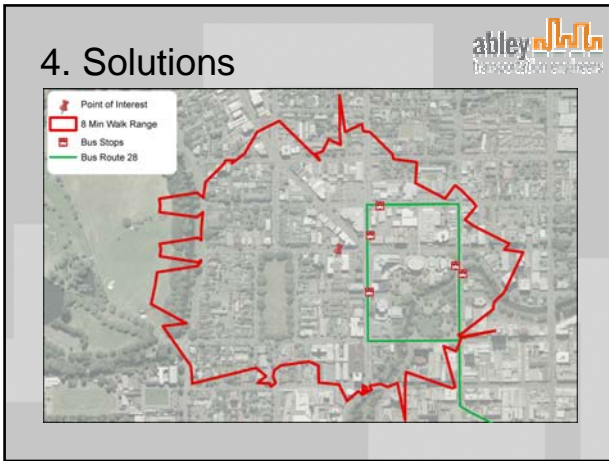 4. Solutions
abley
Point of Interest
8 Min Walk Range
Bus Stops
Bus Route 28